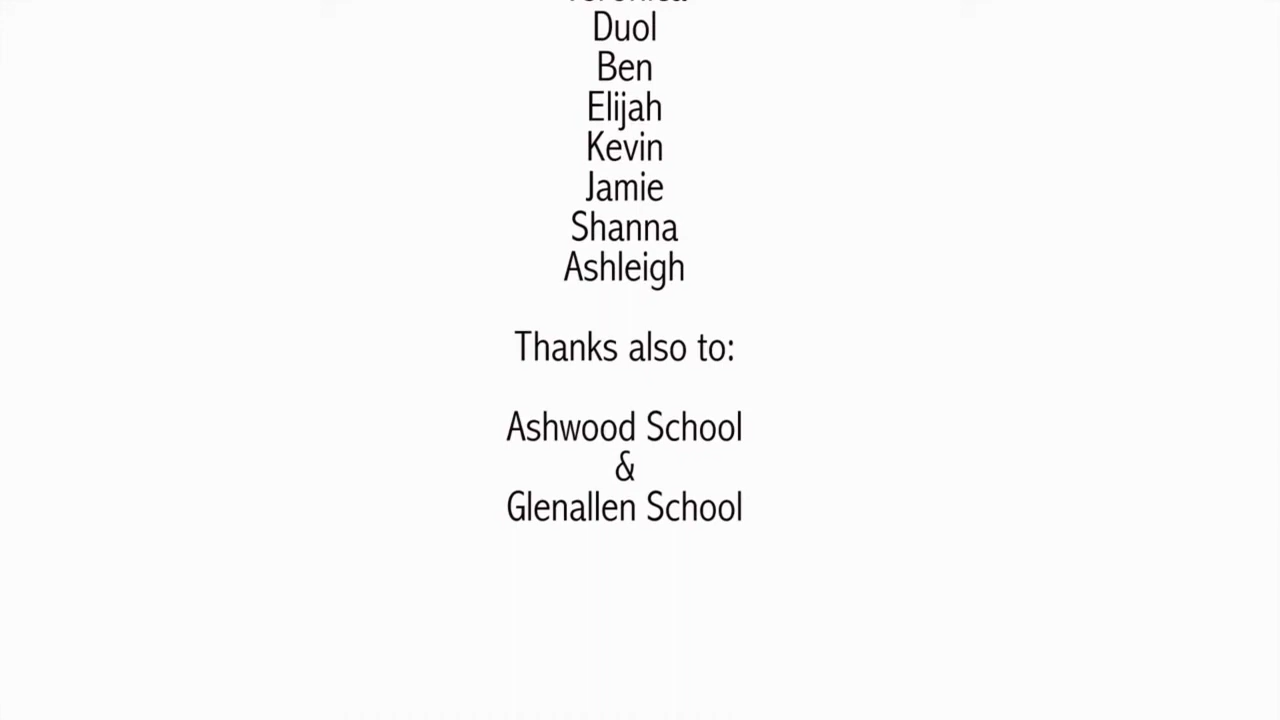 Duol
Ben
Elijah
Kevin
Jamie
Shanna
Ashleigh
Thanks also to:
Ashwood School
&
Glenallen School